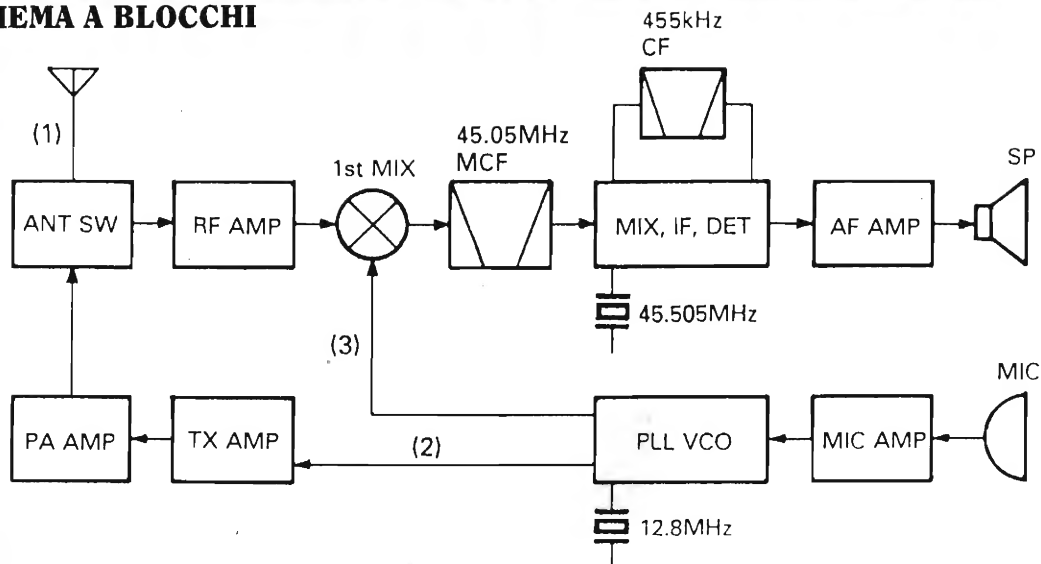 HEMA A BLOCCHI
455kHz
CF
(1)
45.05MHz
MCF
1st MIX
SP
ANT SW
RF AMP
MIX, IF, DET
AF AMP
45.505MHz
(3)
MIC
PA AMP
TX AMP
(2)
PLL VCO
MIC AMP
12.8MHz